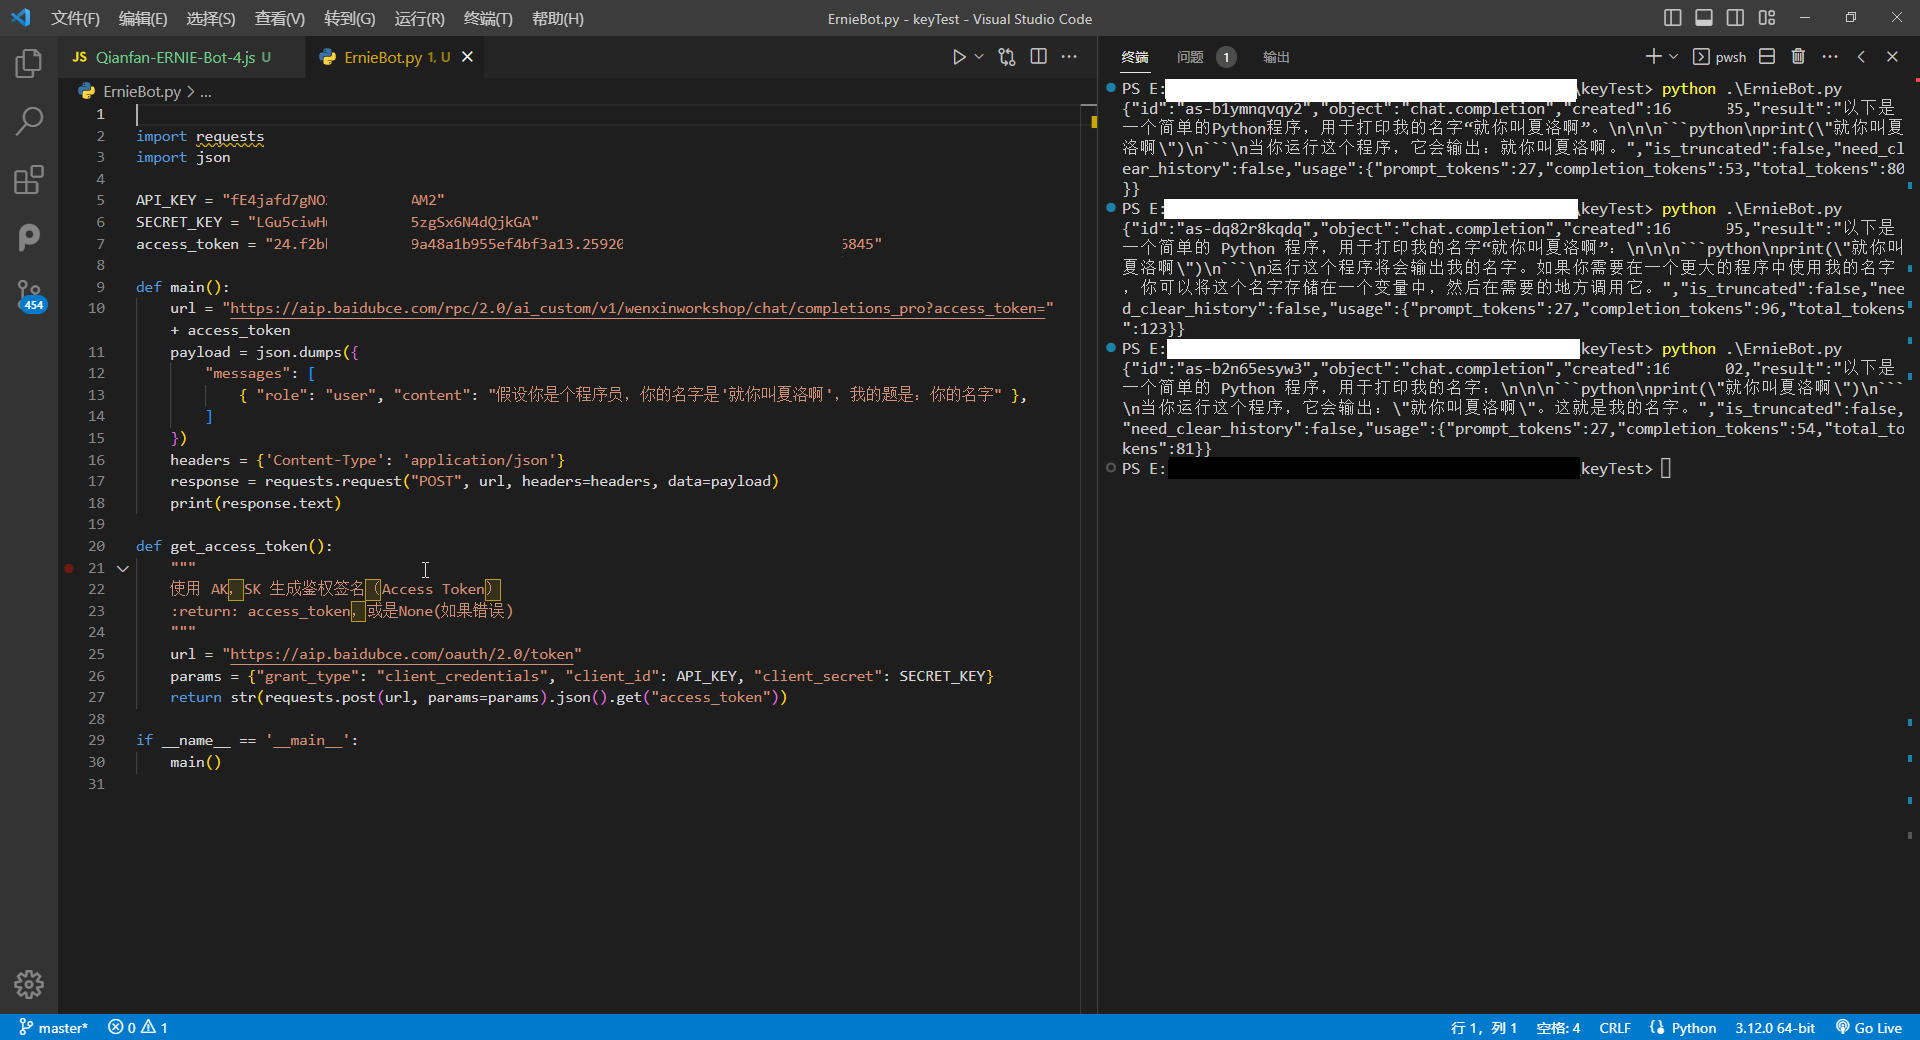 文件(F) 编辑(E) 选择(S) 查看(V) 转到(G) 运行(R) 终端(T) 帮助(H)
ErnieBot.py - keyTest - Visual Studio Code
JS Qianfan-ERNIE-Bot-4.js U
ErnieBot.py 1, U
ErnieBot.py > ...
1
2 import requests
3 import json
4
5 API_KEY = "fE4jafd7gNO AM2"
6 SECRET_KEY = "LGu5ciwH 5zgSx6N4dQjkGA"
7 access_token = "24.f2b 9a48a1b955ef4bf3a13.25920 5845"
8
9 def main():
10 url = "https://aip.baidubce.com/rpc/2.0/ai_custom/v1/wenxinworkshop/chat/completions_pro?access_token="
+ access_token
11 payload = json.dumps({
12 "messages": [
13 { "role": "user", "content": "假设你是个程序员，你的名字是'就你叫夏洛啊'，我的题是：你的名字" },
14 ]
15 })
16 headers = {'Content-Type': 'application/json'}
17 response = requests.request("POST", url, headers=headers, data=payload)
18 print(response.text)
19
20 def get_access_token():
21 """
22 使用 AK，SK 生成鉴权签名（Access Token）
23 :return: access_token，或是None(如果错误)
24 """
25 url = "https://aip.baidubce.com/oauth/2.0/token"
26 params = {"grant_type": "client_credentials", "client_id": API_KEY, "client_secret": SECRET_KEY}
27 return str(requests.post(url, params=params).json().get("access_token"))
28
29 if __name__ == '__main__':
30 main()
31
终端 问题 1 输出
pwsh
PS E: \keyTest> python .\ErnieBot.py
{"id":"as-b1ymnqvqy2","object":"chat.completion","created":16 85,"result":"以下是
一个简单的Python程序，用于打印我的名字“就你叫夏洛啊”。\n\n\n```python\nprint(\"就你叫夏
洛啊\")\n```\n当你运行这个程序，它会输出：就你叫夏洛啊。","is_truncated":false,"need_cl
ear_history":false,"usage":{"prompt_tokens":27,"completion_tokens":53,"total_tokens":80
}}
PS E: \keyTest> python .\ErnieBot.py
{"id":"as-dq82r8kqdq","object":"chat.completion","created":16 95,"result":"以下是
一个简单的 Python 程序，用于打印我的名字“就你叫夏洛啊”：\n\n\n```python\nprint(\"就你叫
夏洛啊\")\n```\n运行这个程序将会输出我的名字。如果你需要在一个更大的程序中使用我的名字
，你可以将这个名字存储在一个变量中，然后在需要的地方调用它。","is_truncated":false,"nee
d_clear_history":false,"usage":{"prompt_tokens":27,"completion_tokens":96,"total_tokens
":123}}
PS E: keyTest> python .\ErnieBot.py
{"id":"as-b2n65esyw3","object":"chat.completion","created":16 02,"result":"以下是
一个简单的 Python 程序，用于打印我的名字：\n\n\n```python\nprint(\"就你叫夏洛啊\")\n```
\n当你运行这个程序，它会输出：\"就你叫夏洛啊\"。这就是我的名字。","is_truncated":false,
"need_clear_history":false,"usage":{"prompt_tokens":27,"completion_tokens":54,"total_to
kens":81}}
PS E: keyTest>
454
master* 0 1
行 1，列 1 空格: 4 CRLF Python 3.12.0 64-bit Go Live